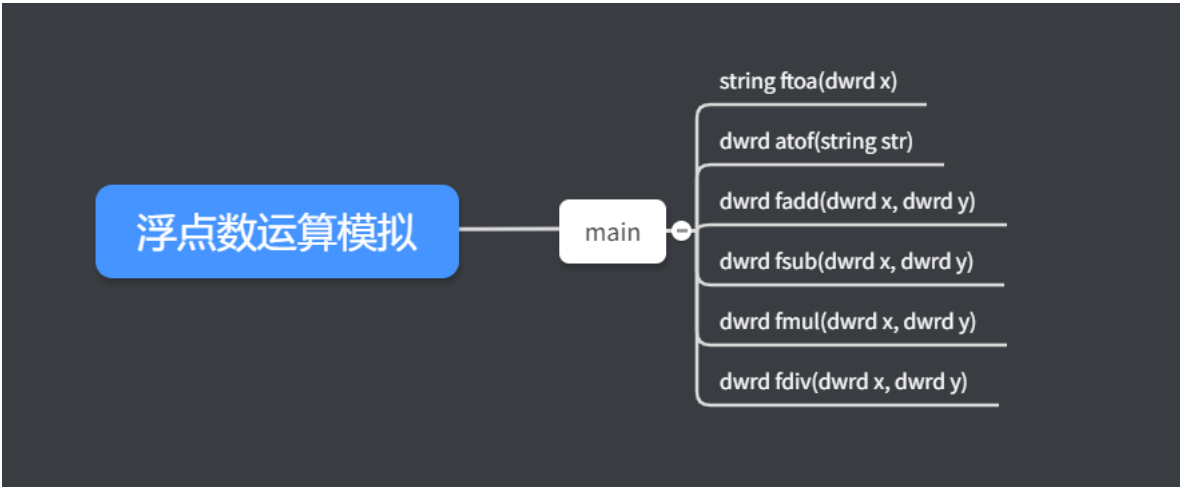 浮点数运算模拟
main
string ftoa(dwrd x)
dwrd atof(string str)
dwrd fadd(dwrd x, dwrd y)
dwrd fsub(dwrd x, dwrd y)
dwrd fmul(dwrd x, dwrd y)
dwrd fdiv(dwrd x, dwrd y)